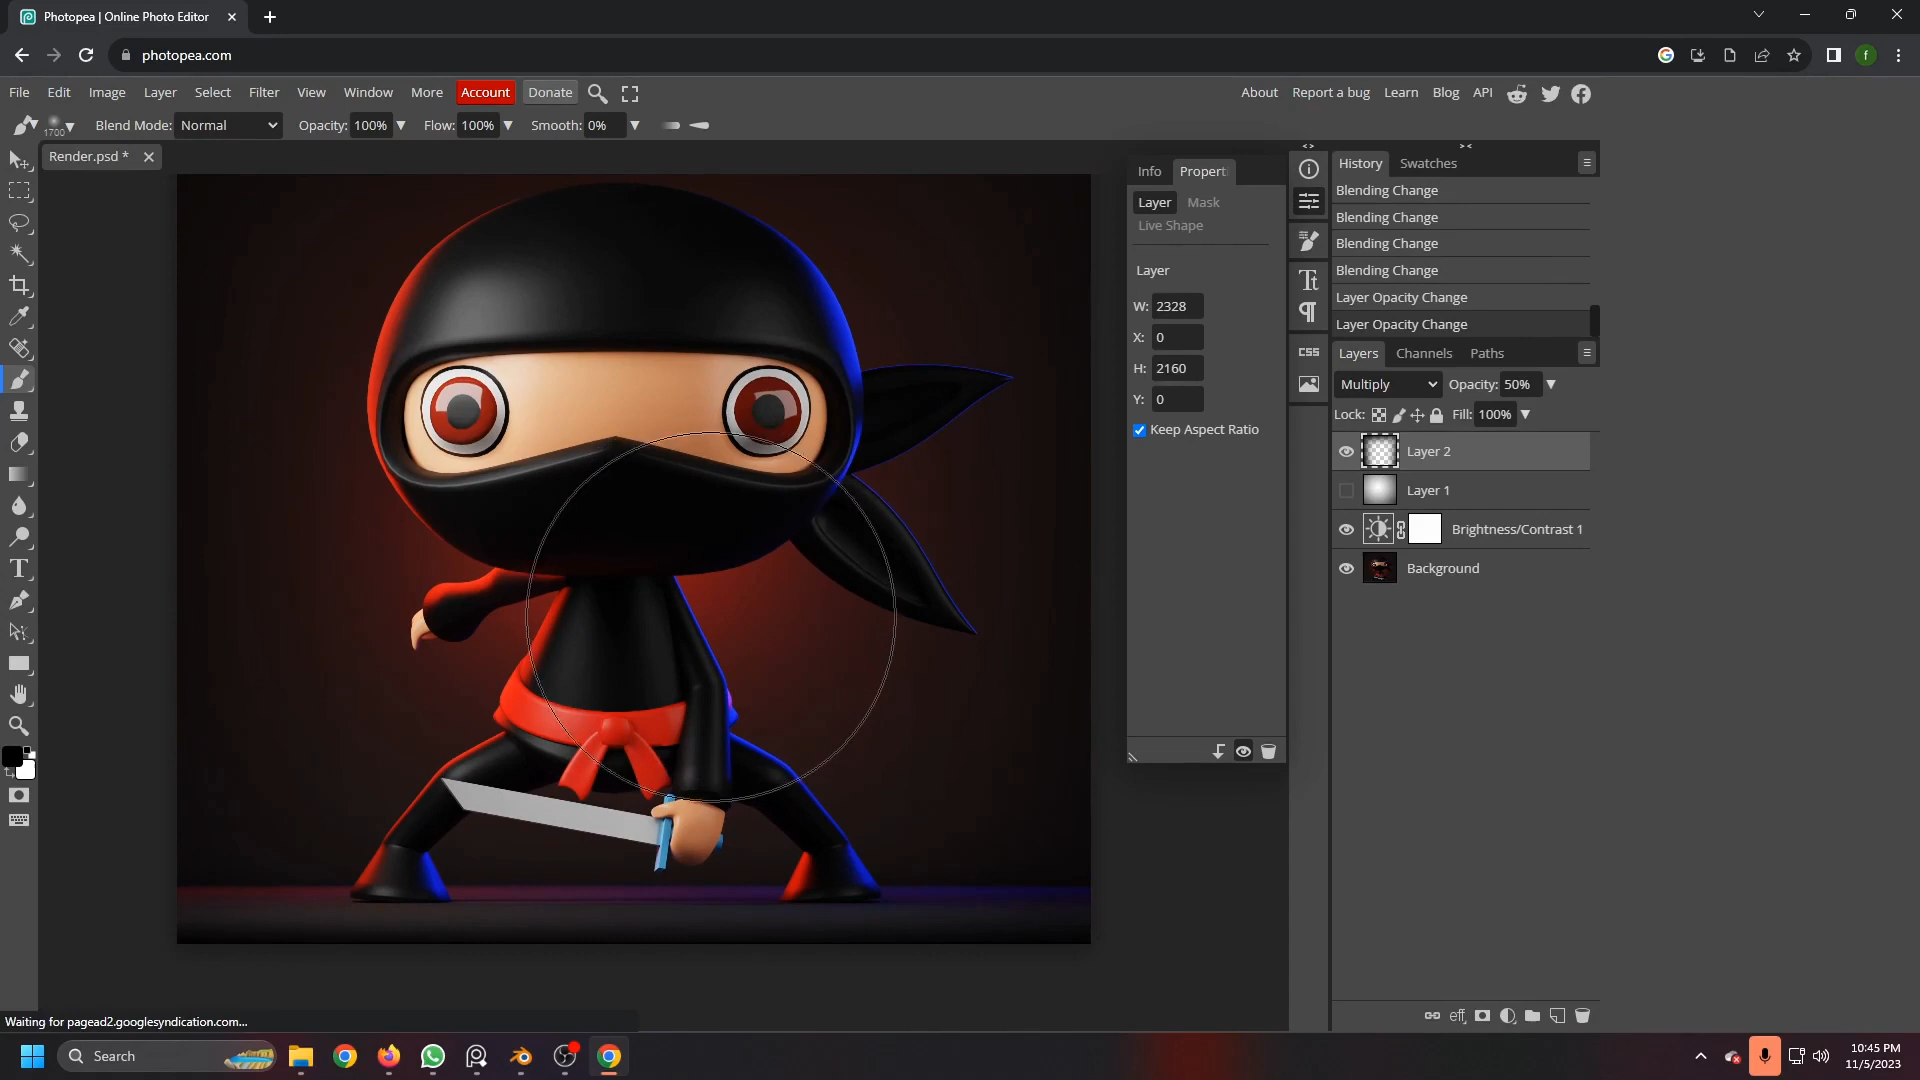 Photopea | Online Photo Editor
photopea.com
f
File Edit Image Layer Select Filter View Window More Account Donate
About Report a bug Learn Blog API
1700 Blend Mode: Normal Opacity: 100% Flow: 100% Smooth: 0%
Render.psd *
Info Properti
Layer Mask
Live Shape
Layer
W: 2328
X: 0
H: 2160
Y: 0
Keep Aspect Ratio
CSS
History Swatches
Blending Change
Blending Change
Blending Change
Blending Change
Layer Opacity Change
Layer Opacity Change
Layers Channels Paths
Multiply Opacity: 50%
Lock: Fill: 100%
Layer 2
Layer 1
Brightness/Contrast 1
Background
eff
Waiting for pagead2.googlesyndication.com...
Search
10:45 PM
11/5/2023